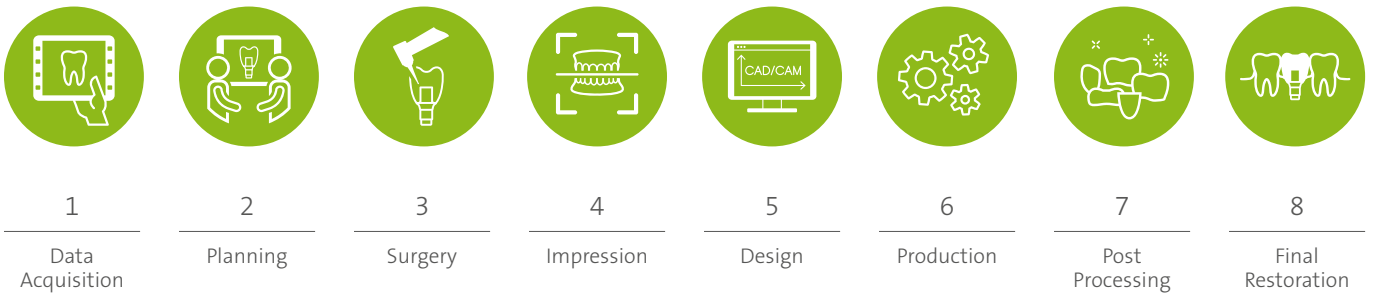 CAD/CAM
1
Data
Acquisition
2
Planning
3
Surgery
4
Impression
5
Design
6
Production
7
Post
Processing
8
Final
Restoration